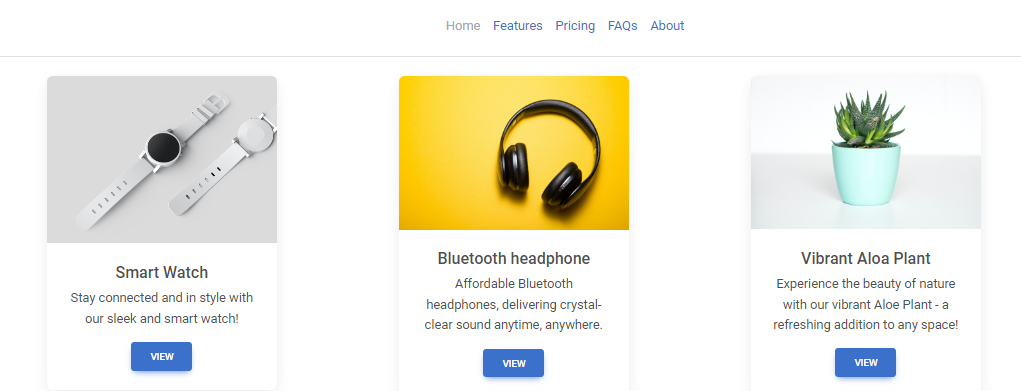 Home Features Pricing FAQs About
Smart Watch
Stay connected and in style with
our sleek and smart watch!
VIEW
Bluetooth headphone
Affordable Bluetooth
headphones, delivering crystal-
clear sound anytime, anywhere.
VIEW
Vibrant Aloa Plant
Experience the beauty of nature
with our vibrant Aloe Plant - a
refreshing addition to any space!
VIEW